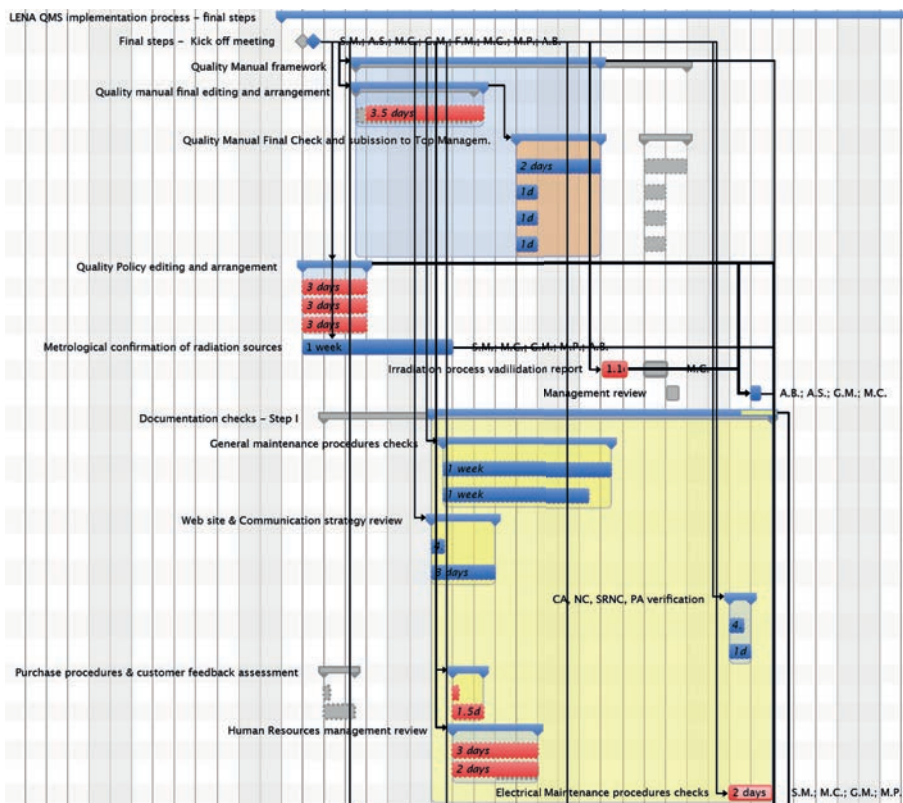 LENA QMS implementation process – final steps
Final steps – Kick off meeting S.M.; A.S.; M.C.; G.M.; F.M.; M.C.; M.P.; A.B.
Quality Manual framework
Quality manual final editing and arrangement
3.5 days
Quality Manual Final Check and subission to Top Managem.
2 days
1d
1d
1d
Quality Policy editing and arrangement
3 days
3 days
3 days
Metrological confirmation of radiation sources 1 week S.M.; M.C.; G.M.; M.P.; A.B.
Irradiation process vadilidation report M.C.
Management review A.B.; A.S.; G.M.; M.C.
Documentation checks – Step I
General maintenance procedures checks
1 week
1 week
Web site & Communication strategy review
4.
3 days
CA, NC, SRNC, PA verification
4.
1d
Purchase procedures & customer feedback assessment
1.5d
Human Resources management review
3 days
2 days
Electrical Maintenance procedures checks 2 days S.M.; M.C.; G.M.; M.P.